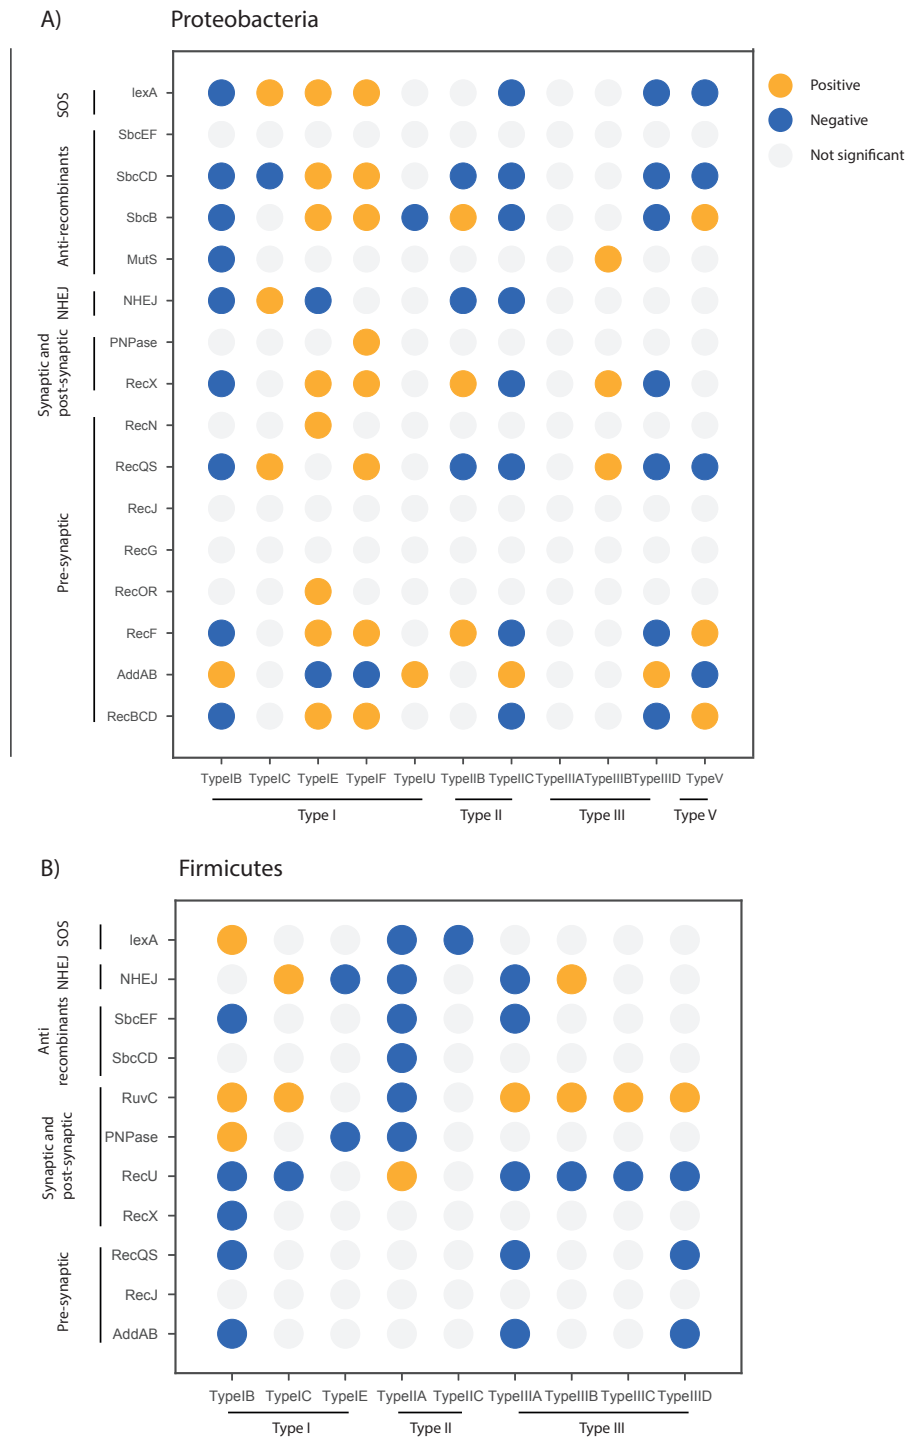 A)
Proteobacteria
Positive
Negative
Not significant
SOS
Anti-recombinants
NHEJ
Synaptic and
post-synaptic
Pre-synaptic
lexA
SbcEF
SbcCD
SbcB
MutS
NHEJ
PNPase
RecX
RecN
RecQS
RecJ
RecG
RecOR
RecF
AddAB
RecBCD
TypeIB TypeIC TypeIE TypeIF TypeIU TypeIIB TypeIIC TypeIIIA TypeIIIB TypeIIID TypeV
Type I Type II Type III Type V
B)
Firmicutes
SOS
NHEJ
Anti
recombinants
Synaptic and
post-synaptic
Pre-synaptic
lexA
NHEJ
SbcEF
SbcCD
RuvC
PNPase
RecU
RecX
RecQS
RecJ
AddAB
TypeIB TypeIC TypeIE TypeIIA TypeIIC TypeIIIA TypeIIIB TypeIIIC TypeIIID
Type I Type II Type III